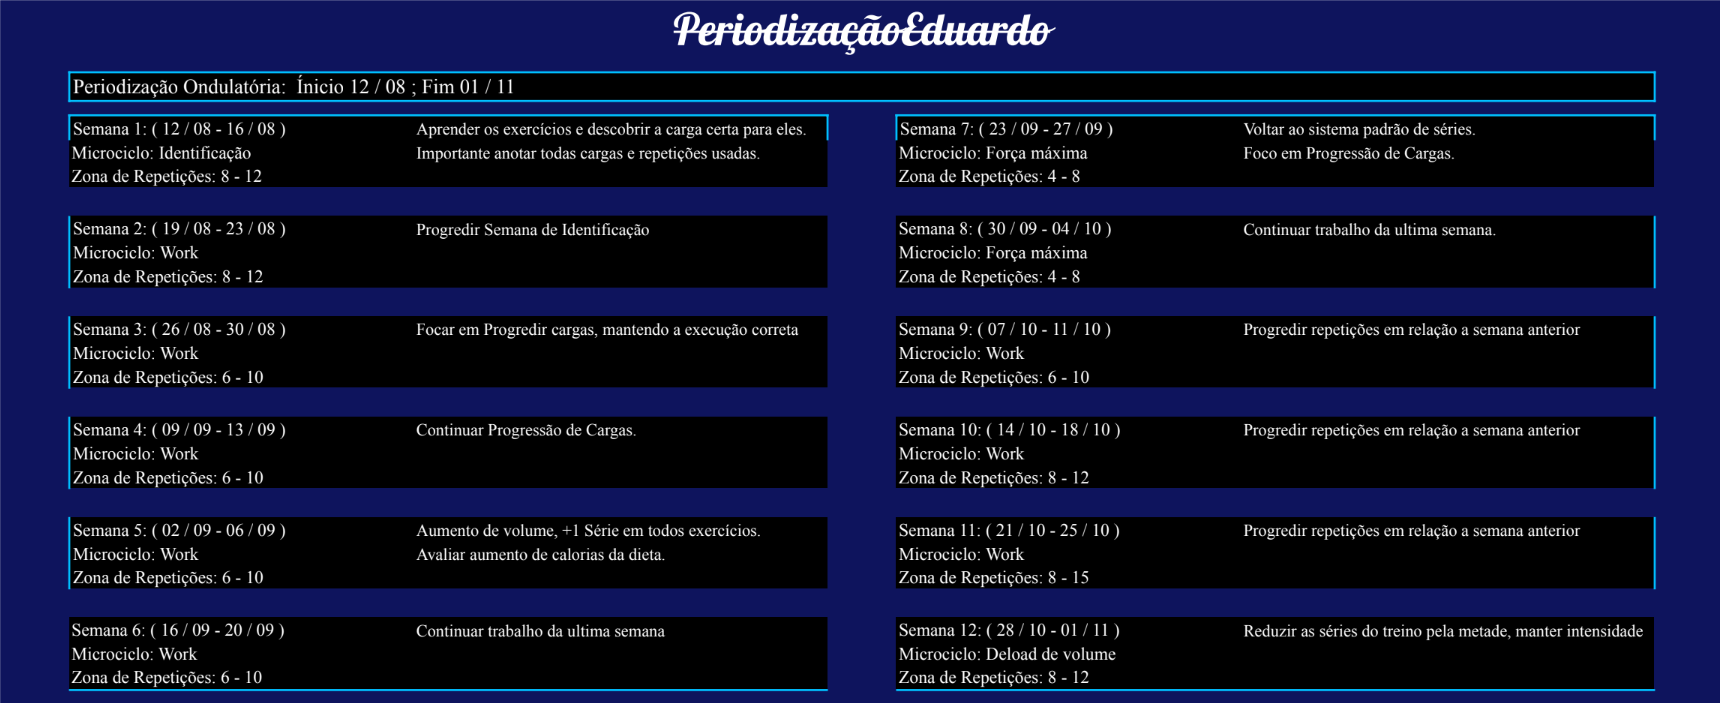 PeriodizaçãoEduardo
Periodização Ondulatória:  Ínicio 12 / 08 ; Fim 01 / 11
Semana 1: ( 12 / 08 - 16 / 08 )
Aprender os exercícios e descobrir a carga certa para eles.
Microciclo: Identificação
Importante anotar todas cargas e repetições usadas.
Zona de Repetições: 8 - 12
Semana 2: ( 19 / 08 - 23 / 08 )
Progredir Semana de Identificação
Microciclo: Work
Zona de Repetições: 8 - 12
Semana 3: ( 26 / 08 - 30 / 08 )
Focar em Progredir cargas, mantendo a execução correta
Microciclo: Work
Zona de Repetições: 6 - 10
Semana 4: ( 09 / 09 - 13 / 09 )
Continuar Progressão de Cargas.
Microciclo: Work
Zona de Repetições: 6 - 10
Semana 5: ( 02 / 09 - 06 / 09 )
Aumento de volume, +1 Série em todos exercícios.
Microciclo: Work
Avaliar aumento de calorias da dieta.
Zona de Repetições: 6 - 10
Semana 6: ( 16 / 09 - 20 / 09 )
Continuar trabalho da ultima semana
Microciclo: Work
Zona de Repetições: 6 - 10
Semana 7: ( 23 / 09 - 27 / 09 )
Voltar ao sistema padrão de séries.
Microciclo: Força máxima
Foco em Progressão de Cargas.
Zona de Repetições: 4 - 8
Semana 8: ( 30 / 09 - 04 / 10 )
Continuar trabalho da ultima semana.
Microciclo: Força máxima
Zona de Repetições: 4 - 8
Semana 9: ( 07 / 10 - 11 / 10 )
Progredir repetições em relação a semana anterior
Microciclo: Work
Zona de Repetições: 6 - 10
Semana 10: ( 14 / 10 - 18 / 10 )
Progredir repetições em relação a semana anterior
Microciclo: Work
Zona de Repetições: 8 - 12
Semana 11: ( 21 / 10 - 25 / 10 )
Progredir repetições em relação a semana anterior
Microciclo: Work
Zona de Repetições: 8 - 15
Semana 12: ( 28 / 10 - 01 / 11 )
Reduzir as séries do treino pela metade, manter intensidade
Microciclo: Deload de volume
Zona de Repetições: 8 - 12